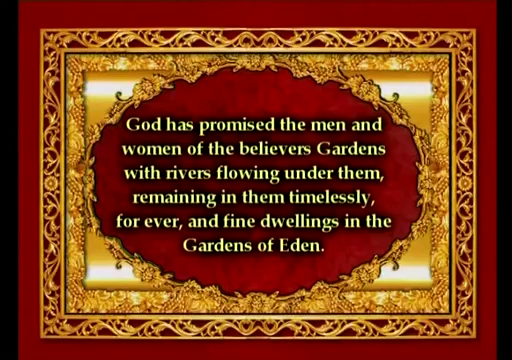 God has promised the men and
women of the believers Gardens
with rivers flowing under them,
remaining in them timelessly,
for ever, and fine dwellings in the
Gardens of Eden.